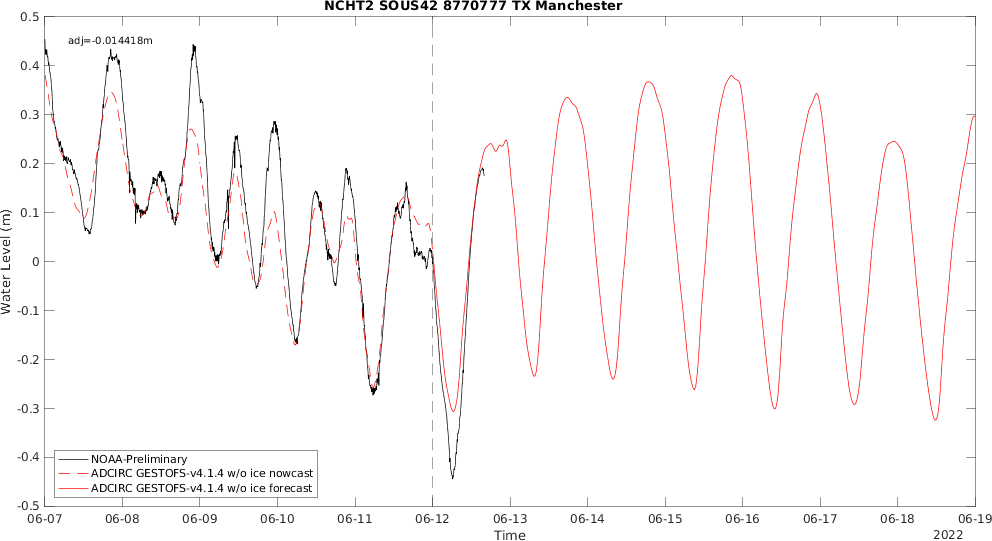 NCHT2 SOUS42 8770777 TX Manchester
adj=-0.014418m
0.5
0.4
0.3
0.2
0.1
0
-0.1
-0.2
-0.3
-0.4
-0.5
Water Level (m)
NOAA-Preliminary
ADCIRC GESTOFS-v4.1.4 w/o ice nowcast
ADCIRC GESTOFS-v4.1.4 w/o ice forecast
06-07 06-08 06-09 06-10 06-11 06-12 06-13 06-14 06-15 06-16 06-17 06-18 06-19
Time
2022